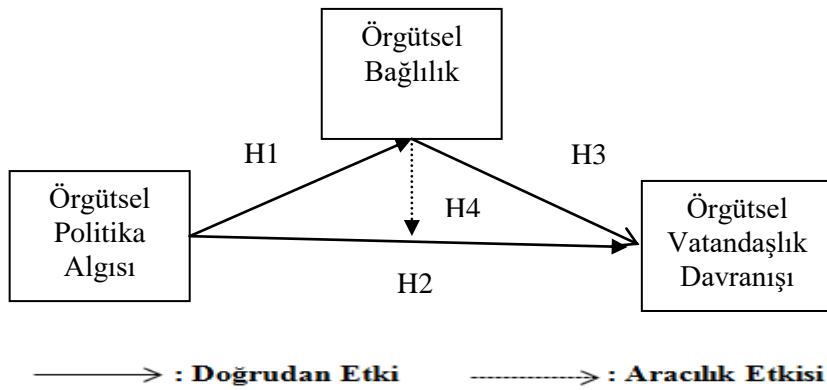 Örgütsel
Bağlılık
H1
H3
Örgütsel
Politika
Algısı
H4
Örgütsel
Vatandaşlık
Davranışı
H2
: Doğrudan Etki
: Aracılık Etkisi